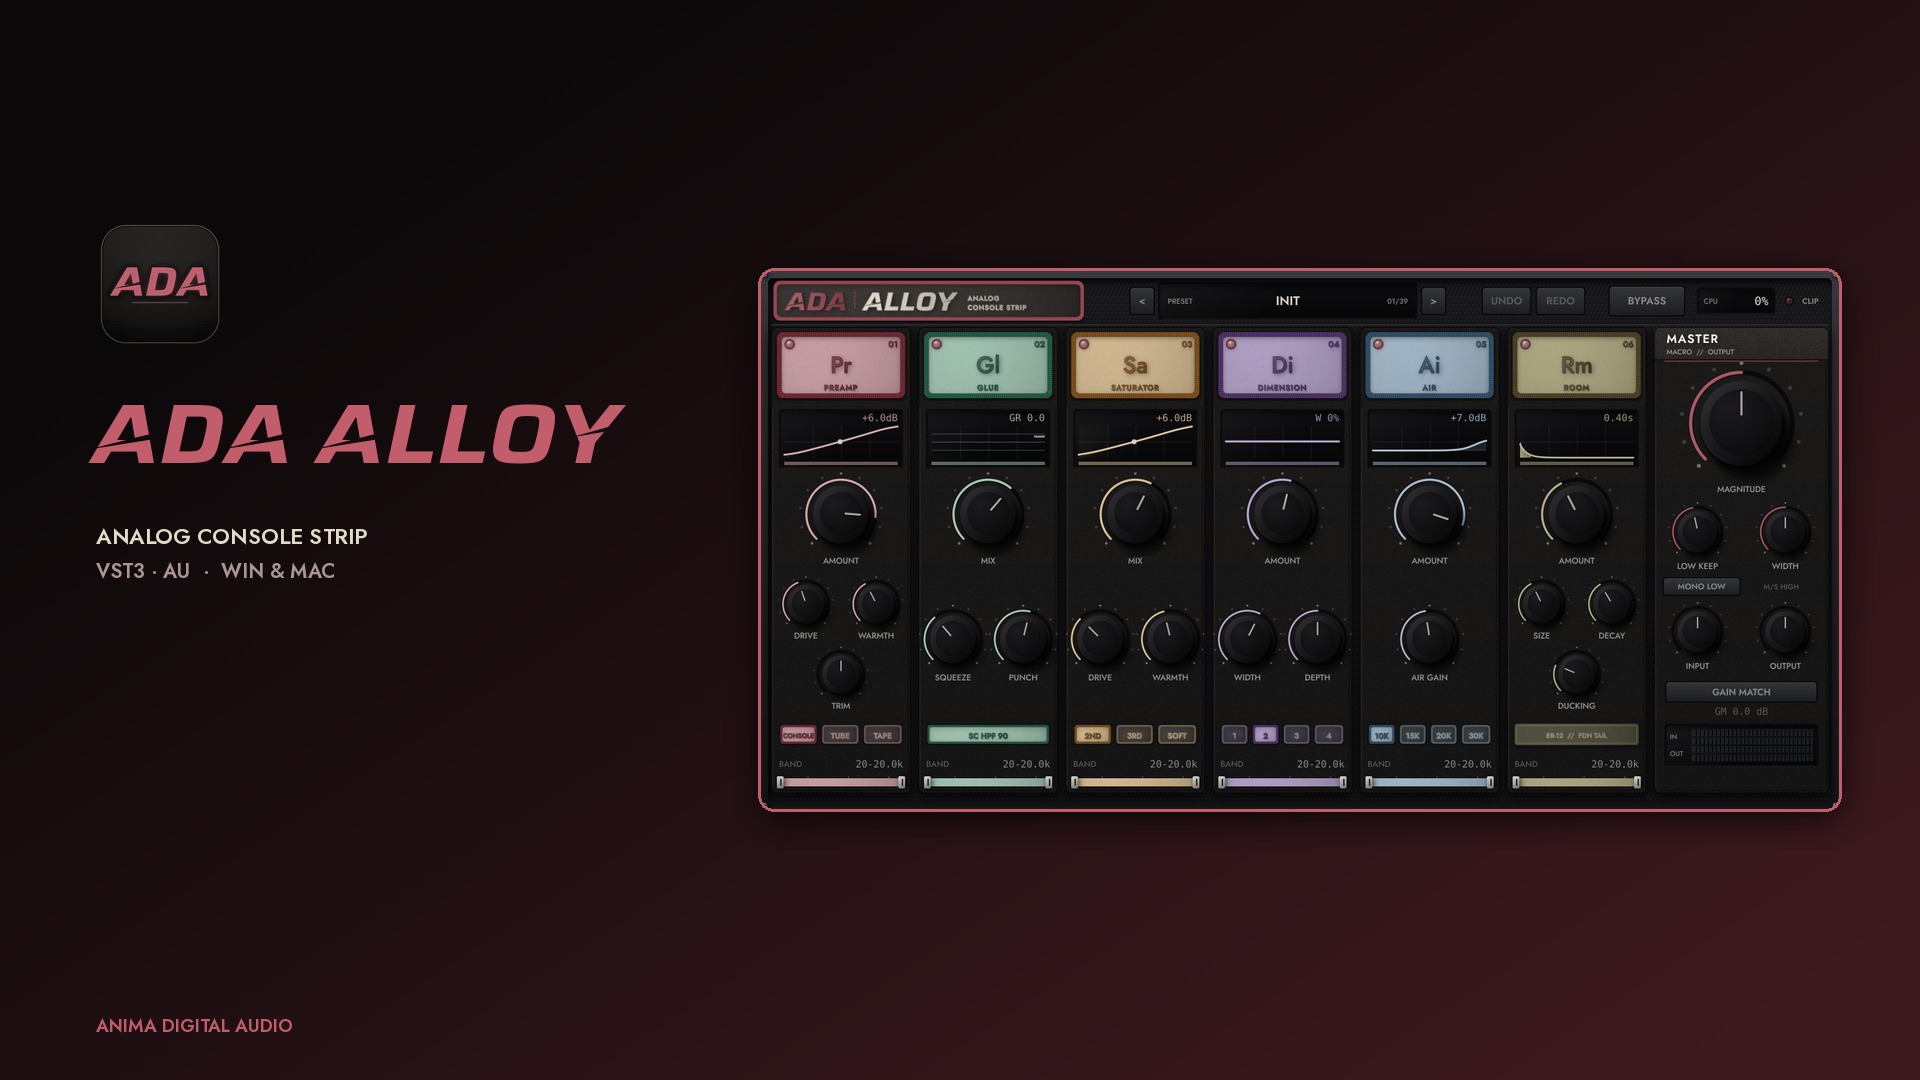 ADA
ADA ALLOY
ANALOG CONSOLE STRIP
VST3 · AU · WIN & MAC
ANIMA DIGITAL AUDIO
ADA ALLOY ANALOG CONSOLE STRIP
< PRESET INIT 01/39 >
UNDO REDO BYPASS CPU 0% CLIP
01 Pr PREAMP
+6.0dB
AMOUNT
DRIVE WARMTH
TRIM
CONSOLE TUBE TAPE
BAND 20-20.0k
02 Gl GLUE
GR 0.0
MIX
SQUEEZE PUNCH
SC HPF 90
BAND 20-20.0k
03 Sa SATURATOR
+6.0dB
MIX
DRIVE WARMTH
2ND 3RD SOFT
BAND 20-20.0k
04 Di DIMENSION
W 0%
AMOUNT
WIDTH DEPTH
1 2 3 4
BAND 20-20.0k
05 Ai AIR
+7.0dB
AMOUNT
AIR GAIN
10K 15K 20K 30K
BAND 20-20.0k
06 Rm ROOM
0.40s
AMOUNT
SIZE DECAY
DUCKING
ER-12 // FDN TAIL
BAND 20-20.0k
MASTER
MACRO // OUTPUT
MAGNITUDE
LOW KEEP WIDTH
MONO LOW M/S HIGH
INPUT OUTPUT
GAIN MATCH
GM 0.0 dB
IN
OUT